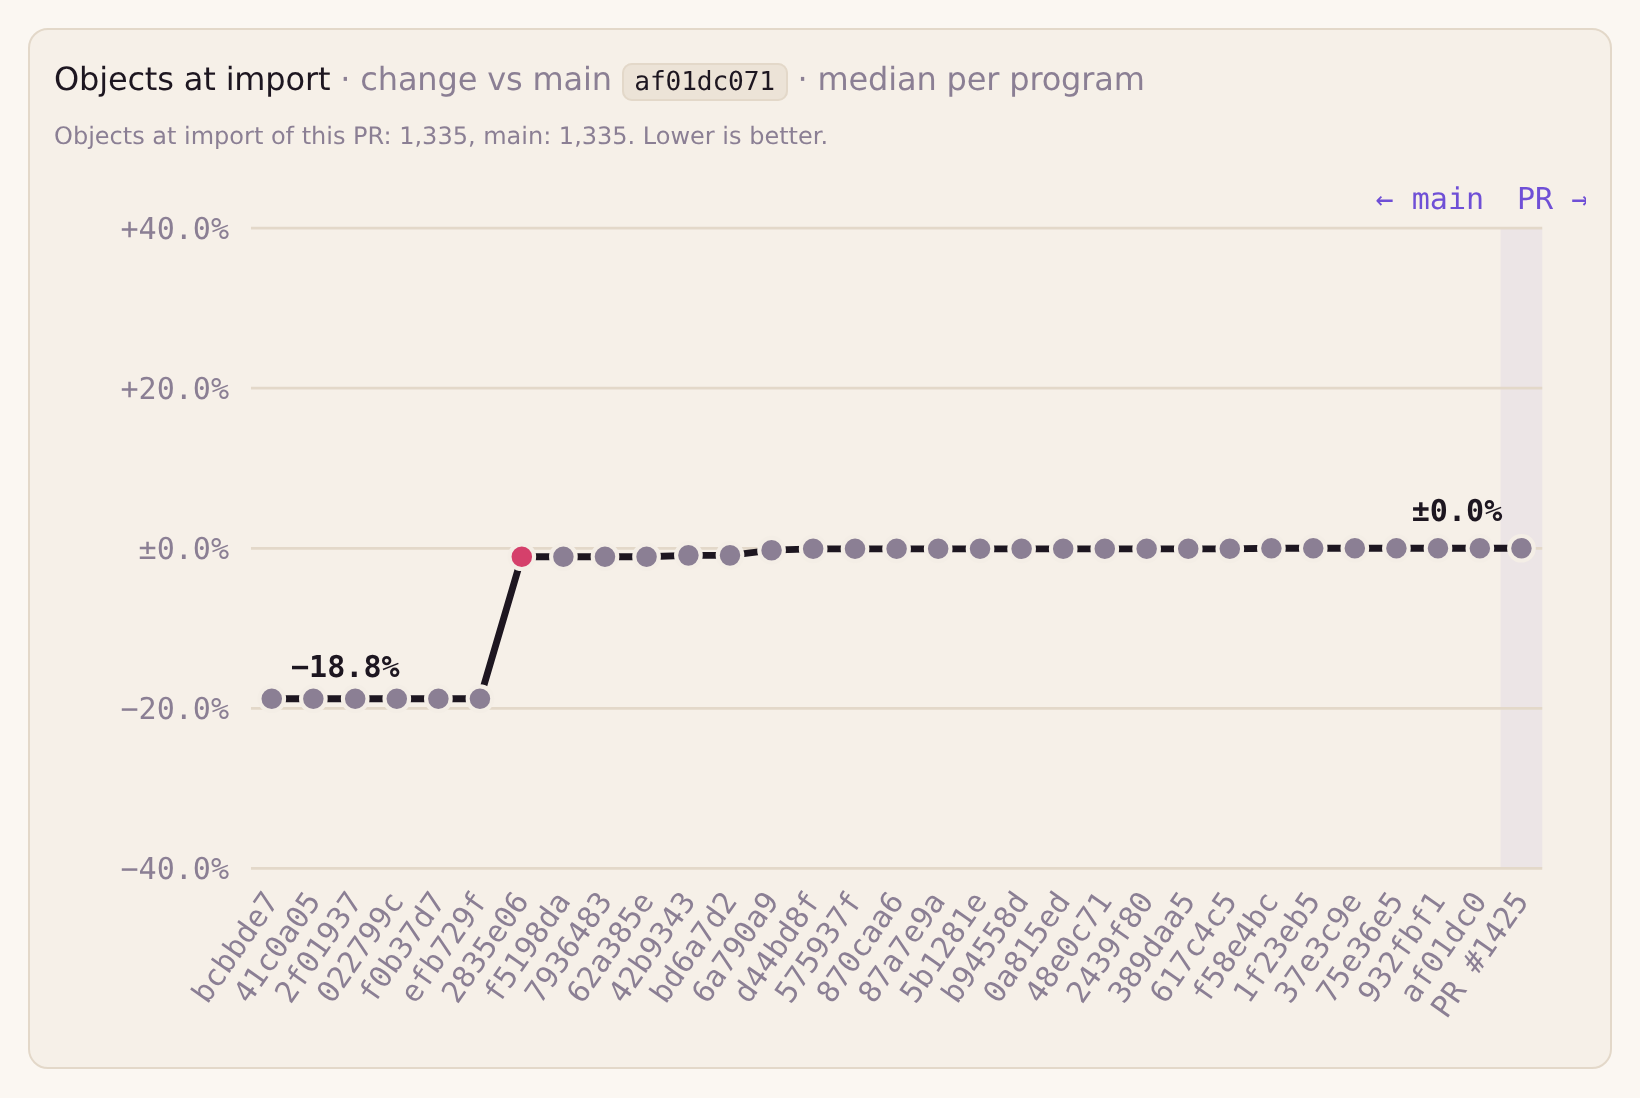 Objects at import · change vs main af01dc071 · median per program
Objects at import of this PR: 1,335, main: 1,335. Lower is better.
← main PR →
+40.0%
+20.0%
±0.0%
−20.0%
−40.0%
±0.0%
−18.8%
bcbbde7
41c0a05
2f01937
022799c
f0b37d7
efb729f
2835e06
f5198da
7936483
62a385e
42b9343
bd6a7d2
6a790a9
d44bd8f
575937f
870caa6
87a7e9a
5b1281e
b94558d
0a815ed
48e0c71
2439f80
389daa5
617c4c5
f58e4bc
1f23eb5
37e3c9e
75e36e5
932fbf1
af01dc0
PR #1425